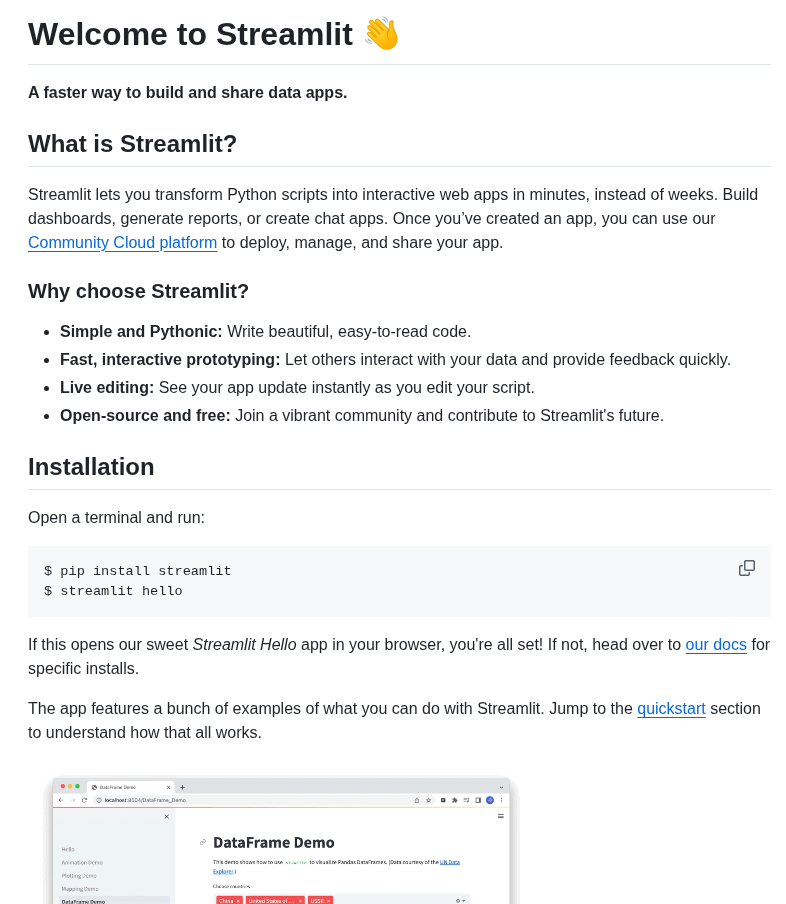 Welcome to Streamlit 👋
A faster way to build and share data apps.
What is Streamlit?
Streamlit lets you transform Python scripts into interactive web apps in minutes, instead of weeks. Build
dashboards, generate reports, or create chat apps. Once you’ve created an app, you can use our
Community Cloud platform to deploy, manage, and share your app.
Why choose Streamlit?
• Simple and Pythonic: Write beautiful, easy-to-read code.
• Fast, interactive prototyping: Let others interact with your data and provide feedback quickly.
• Live editing: See your app update instantly as you edit your script.
• Open-source and free: Join a vibrant community and contribute to Streamlit's future.
Installation
Open a terminal and run:
$ pip install streamlit
$ streamlit hello
If this opens our sweet Streamlit Hello app in your browser, you're all set! If not, head over to our docs for
specific installs.
The app features a bunch of examples of what you can do with Streamlit. Jump to the quickstart section
to understand how that all works.
DataFrame Demo
localhost:8504/DataFrame_Demo
Hello
Animation Demo
Plotting Demo
Mapping Demo
DataFrame Demo
DataFrame Demo
This demo shows how to use to visualize Pandas DataFrames. (Data courtesy of the UN Data
Explorer.)
Choose countries
China × United States of ... × USSR ×